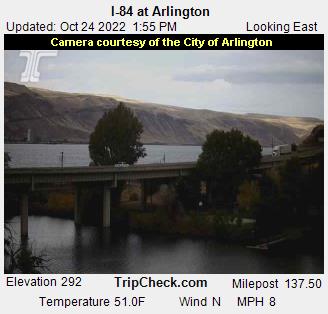 I-84 at Arlington
Updated: Oct 24 2022 1:55 PM Looking East
Camera courtesy of the City of Arlington
Elevation 292 TripCheck.com Milepost 137.50
Temperature 51.0F Wind N MPH 8